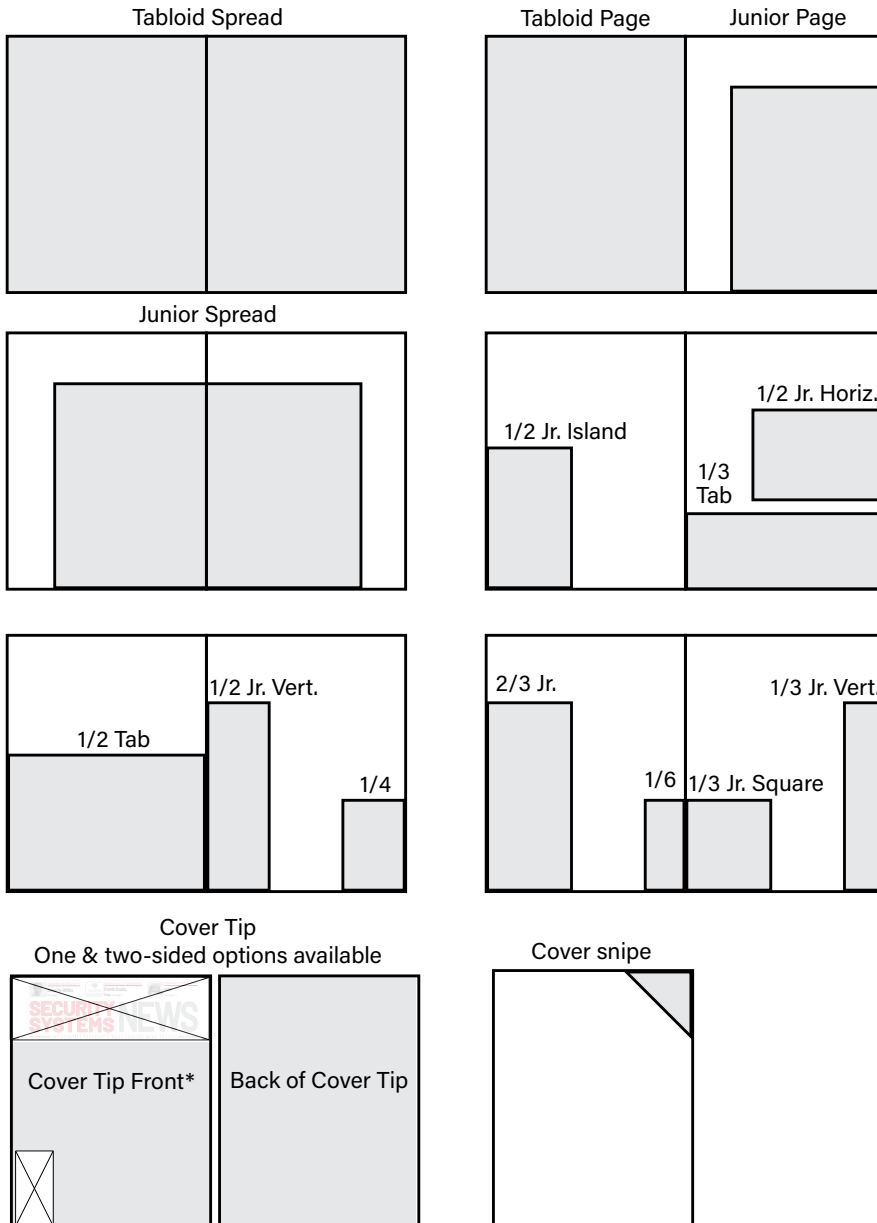 Tabloid Spread
Tabloid Page
Junior Page
Junior Spread
1/2 Jr. Island
1/2 Jr. Horiz.
1/3
Tab
1/2 Tab
1/2 Jr. Vert.
1/4
2/3 Jr.
1/6
1/3 Jr. Square
1/3 Jr. Vert.
Cover Tip
One & two-sided options available
SECURITY
SYSTEMS
NEWS
Cover Tip Front*
Back of Cover Tip
Cover snipe